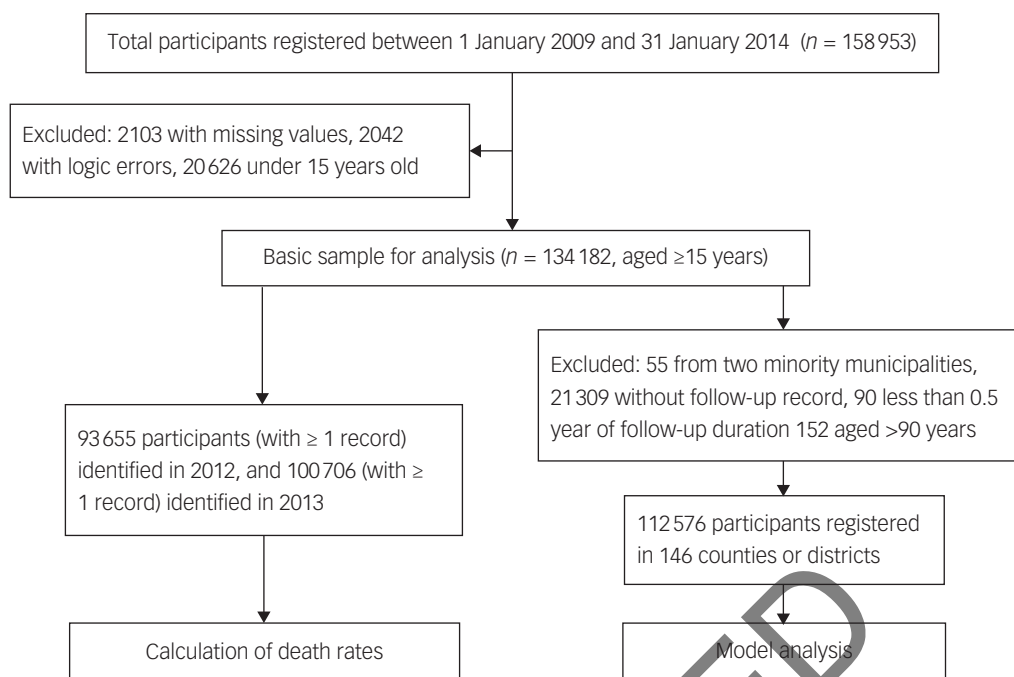 Total participants registered between 1 January 2009 and 31 January 2014 (n = 158 953)
Excluded: 2103 with missing values, 2042
with logic errors, 20 626 under 15 years old
Basic sample for analysis (n = 134 182, aged ≥15 years)
93 655 participants (with ≥ 1 record)
identified in 2012, and 100 706 (with ≥
1 record) identified in 2013
Calculation of death rates
Excluded: 55 from two minority municipalities,
21 309 without follow-up record, 90 less than 0.5
year of follow-up duration 152 aged >90 years
112 576 participants registered
in 146 counties or districts
Model analysis